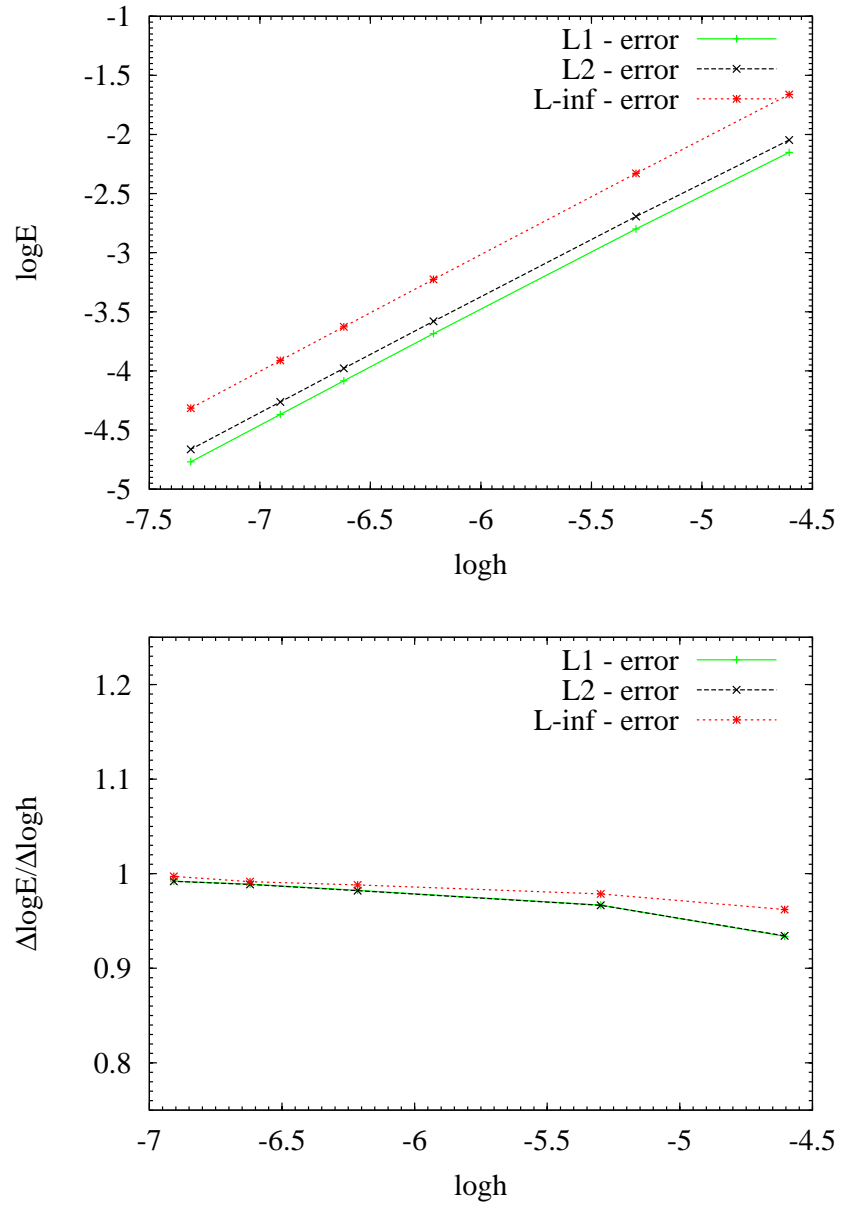 -1
L1 - error
L2 - error
L-inf - error
-1.5
-2
-2.5
-3
-3.5
-4
-4.5
-5
logE
-7.5 -7 -6.5 -6 -5.5 -5 -4.5
logh
L1 - error
L2 - error
L-inf - error
1.2
1.1
1
0.9
0.8
ΔlogE/Δlogh
-7 -6.5 -6 -5.5 -5 -4.5
logh